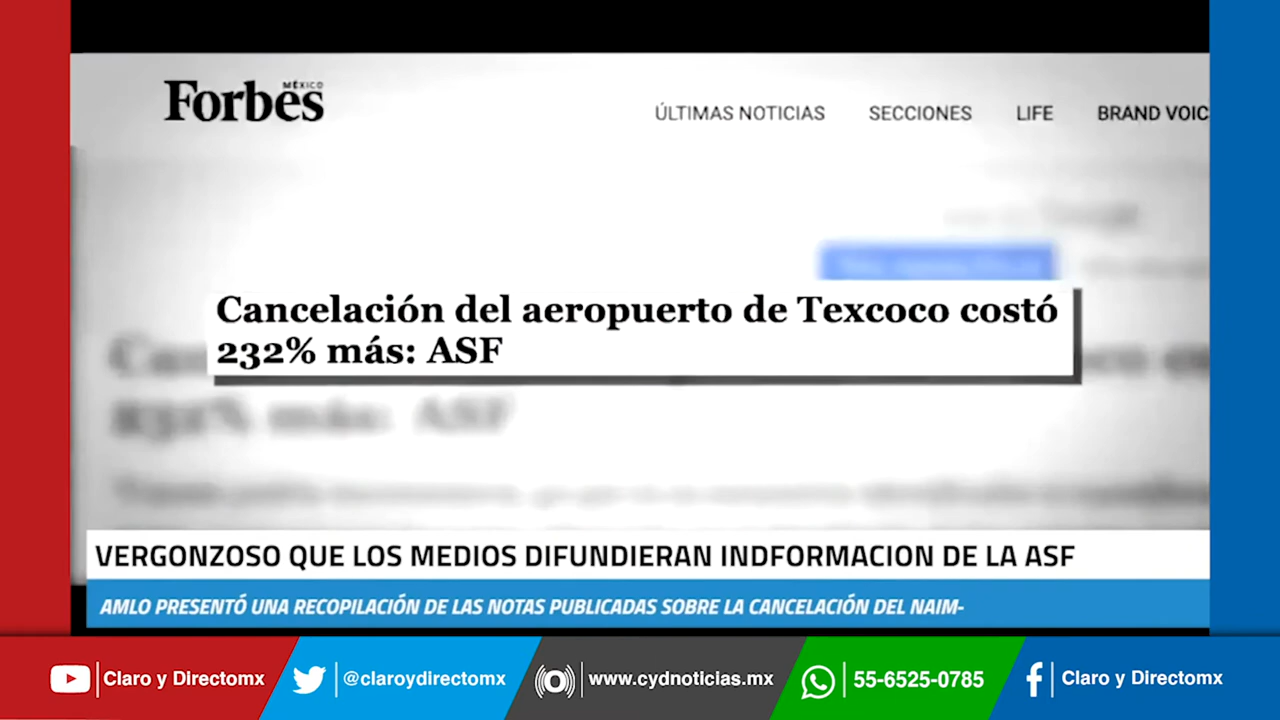 Forbes
MÉXICO
ÚLTIMAS NOTICIAS SECCIONES LIFE BRAND VOIC
Cancelación del aeropuerto de Texcoco costó
232% más: ASF
VERGONZOSO QUE LOS MEDIOS DIFUNDIERAN INDFORMACION DE LA ASF
AMLO PRESENTÓ UNA RECOPILACIÓN DE LAS NOTAS PUBLICADAS SOBRE LA CANCELACIÓN DEL NAIM-
Claro y Directomx @claroydirectomx www.cydnoticias.mx 55-6525-0785 Claro y Directomx